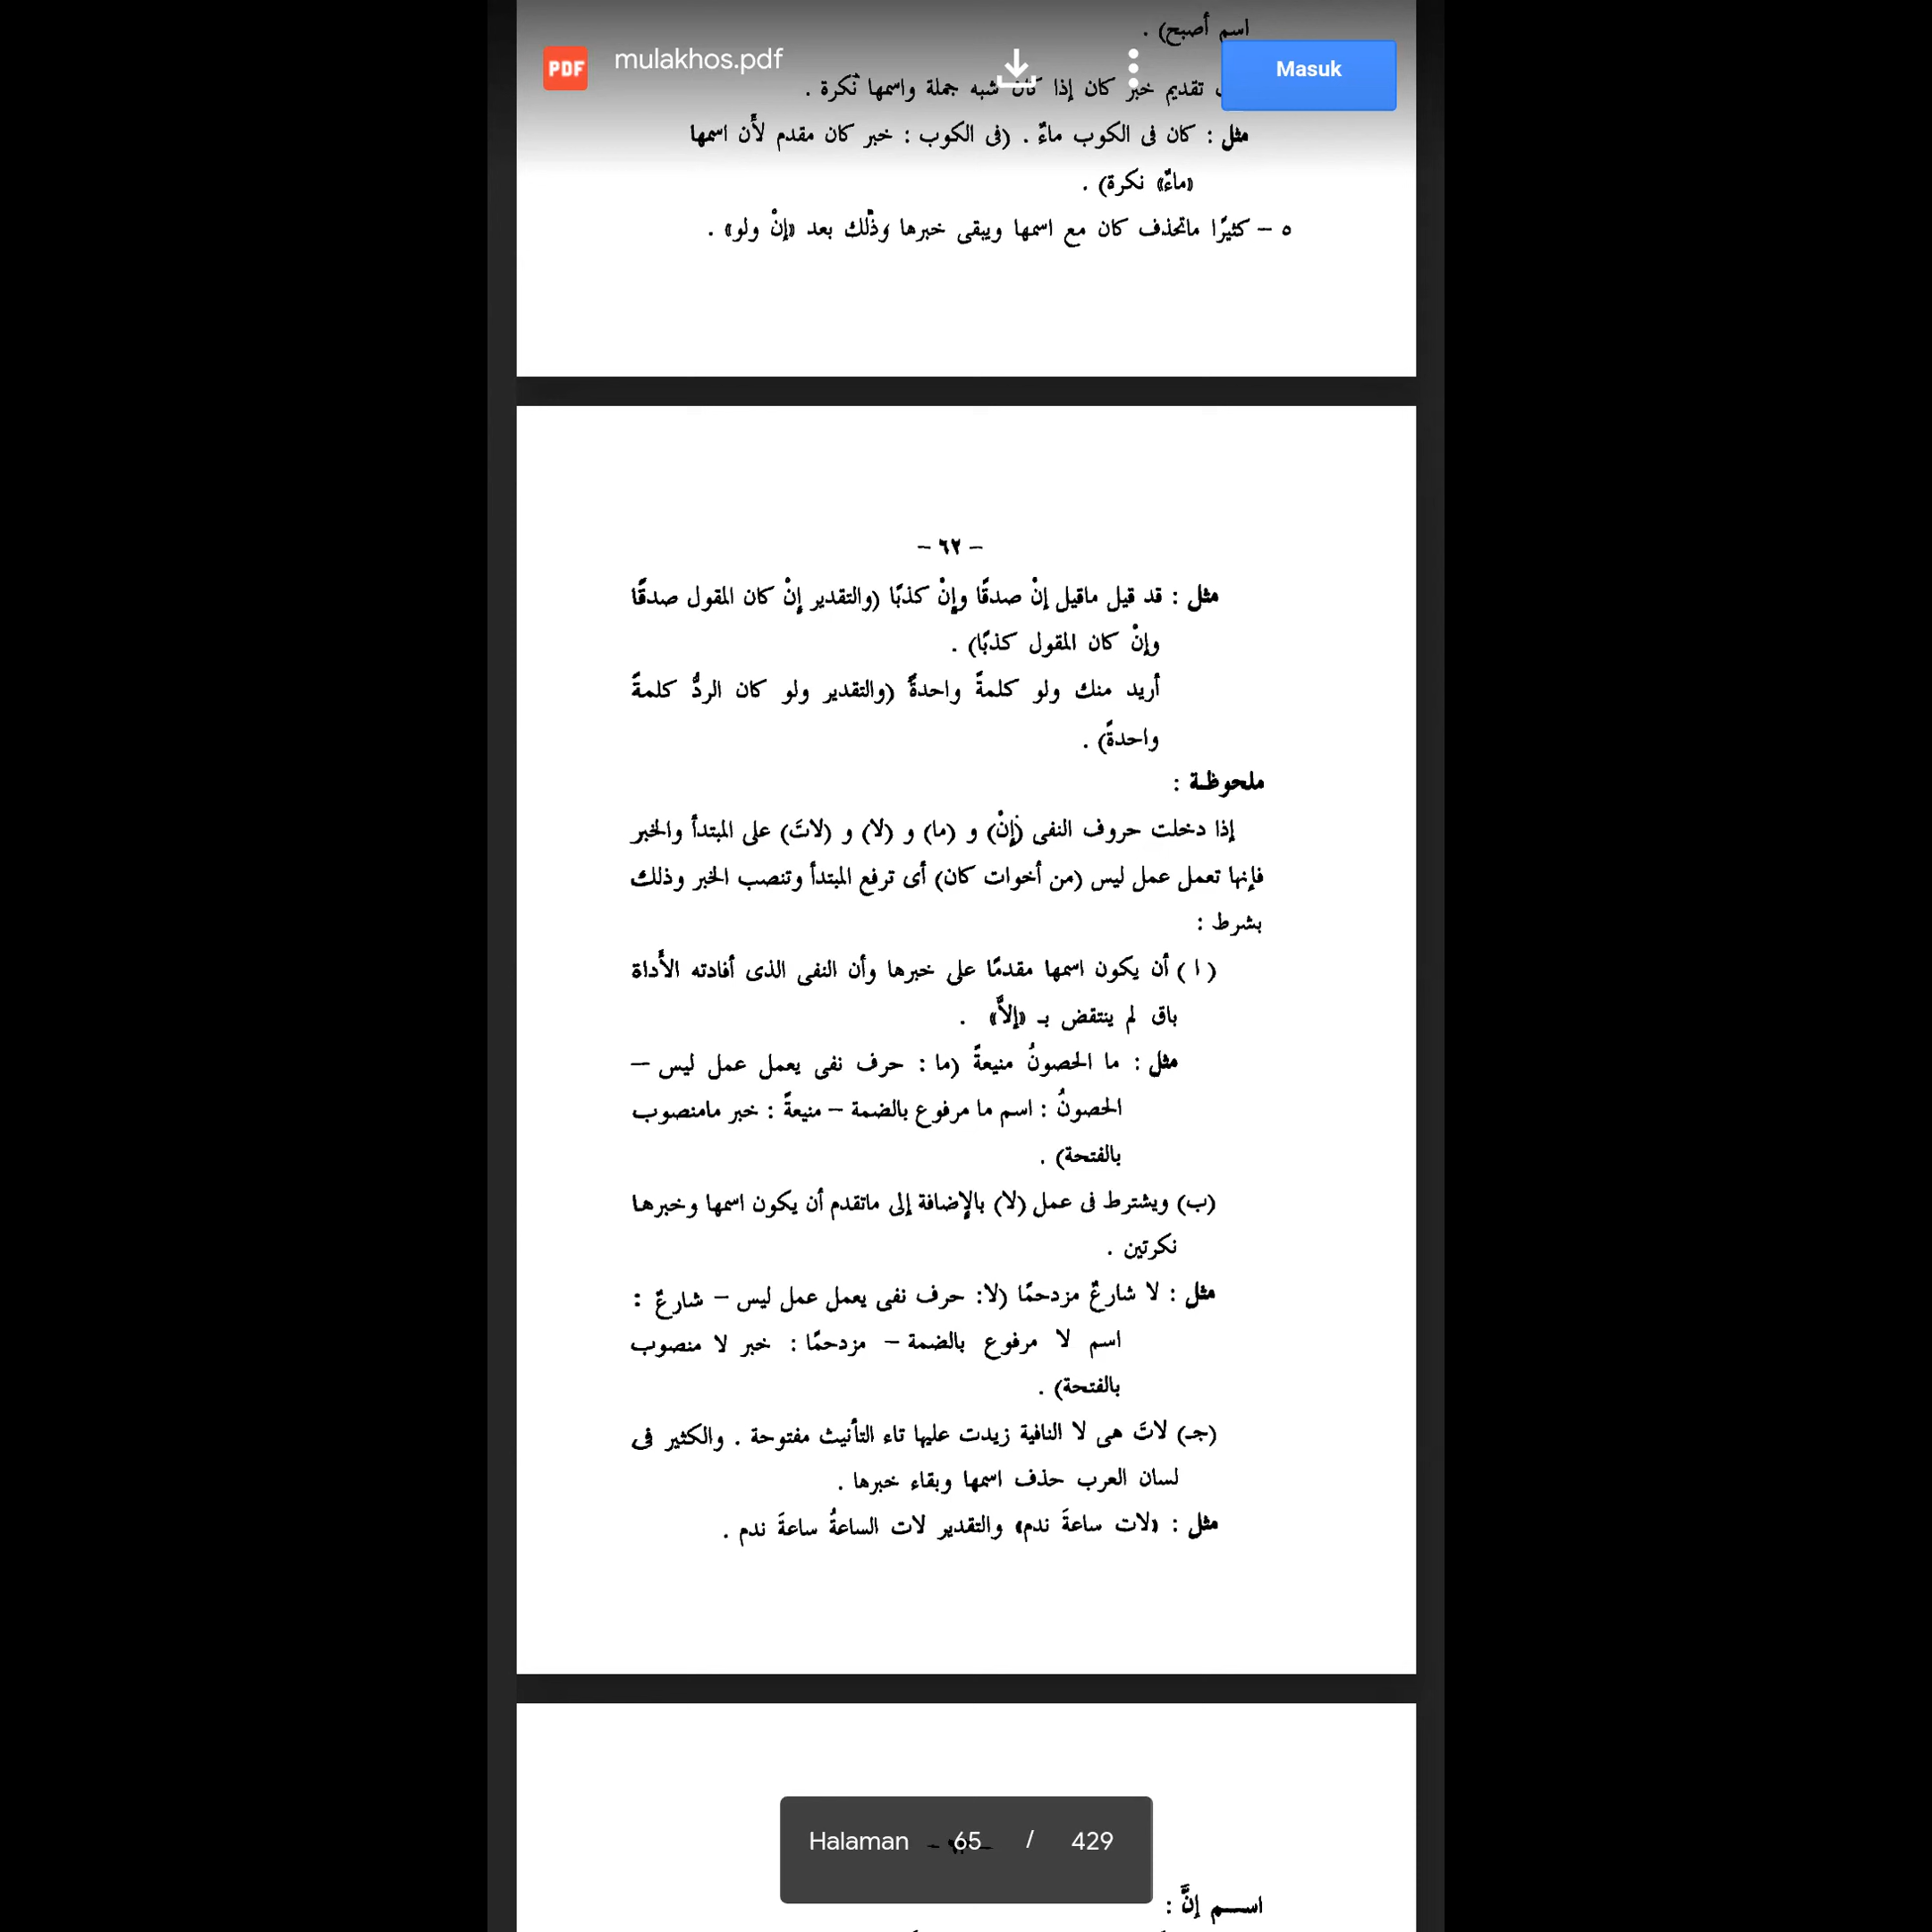 اسم أصبح) .
mulakhos.pdf
Masuk
تقديم خبر كان إذا كان شبه جملة واسمها نكرة .
مثل : كان فى الكوب ماءٌ . (فى الكوب : خبر كان مقدم لأن اسمها
«ماءٌ» نكرة) .
٥ – كثيرًا ماتحذف كان مع اسمها ويبقى خبرها وذلك بعد «إنْ ولو» .
– ٦٢ –
مثل : قد قيل ماقيل إنْ صدقًا وإنْ كذبًا (والتقدير إنْ كان المقول صدقًا
وإنْ كان المقول كذبًا) .
أريد منك ولو كلمةً واحدةً (والتقدير ولو كان الردُّ كلمةً
واحدةً) .
ملحوظة :
إذا دخلت حروف النفى (إنْ) و (ما) و (لا) و (لاتَ) على المبتدأ والخبر
فإنها تعمل عمل ليس (من أخوات كان) أى ترفع المبتدأ وتنصب الخبر وذلك
بشرط :
(ا) أن يكون اسمها مقدمًا على خبرها وأن النفى الذى أفادته الأداة
باق لم ينتقض بـ «إلاَّ» .
مثل : ما الحصونُ منيعةً (ما : حرف نفى يعمل عمل ليس –
الحصونُ : اسم ما مرفوع بالضمة – منيعةً : خبر مامنصوب
بالفتحة) .
(ب) ويشترط فى عمل (لا) بالإضافة إلى ماتقدم أن يكون اسمها وخبرها
نكرتين .
مثل : لا شارعٌ مزدحمًا (لا: حرف نفى يعمل عمل ليس – شارعٌ :
اسم لا مرفوع بالضمة – مزدحمًا : خبر لا منصوب
بالفتحة) .
(جـ) لاتَ هى لا النافية زيدت عليها تاء التأنيث مفتوحة . والكثير فى
لسان العرب حذف اسمها وبقاء خبرها .
مثل : «لات ساعةَ ندم» والتقدير لات الساعةُ ساعةَ ندم .
Halaman 65 / 429
اســم إنَّ :